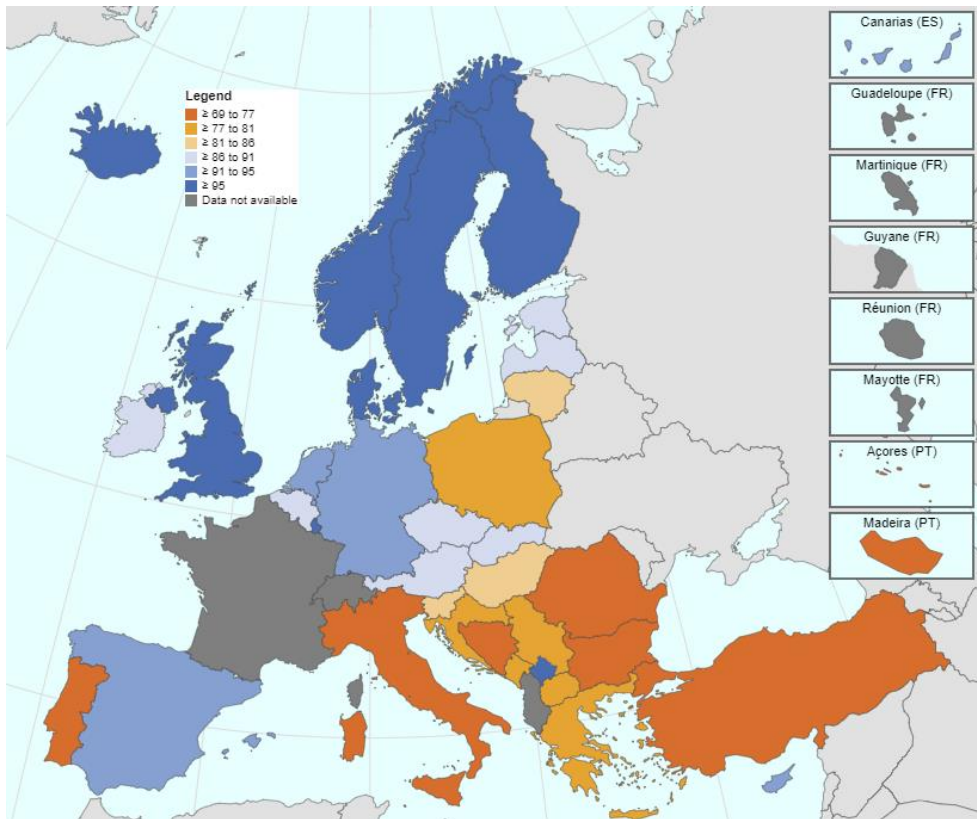 Legend
≥ 69 to 77
≥ 77 to 81
≥ 81 to 86
≥ 86 to 91
≥ 91 to 95
≥ 95
Data not available
Canarias (ES)
Guadeloupe (FR)
Martinique (FR)
Guyane (FR)
Réunion (FR)
Mayotte (FR)
Açores (PT)
Madeira (PT)